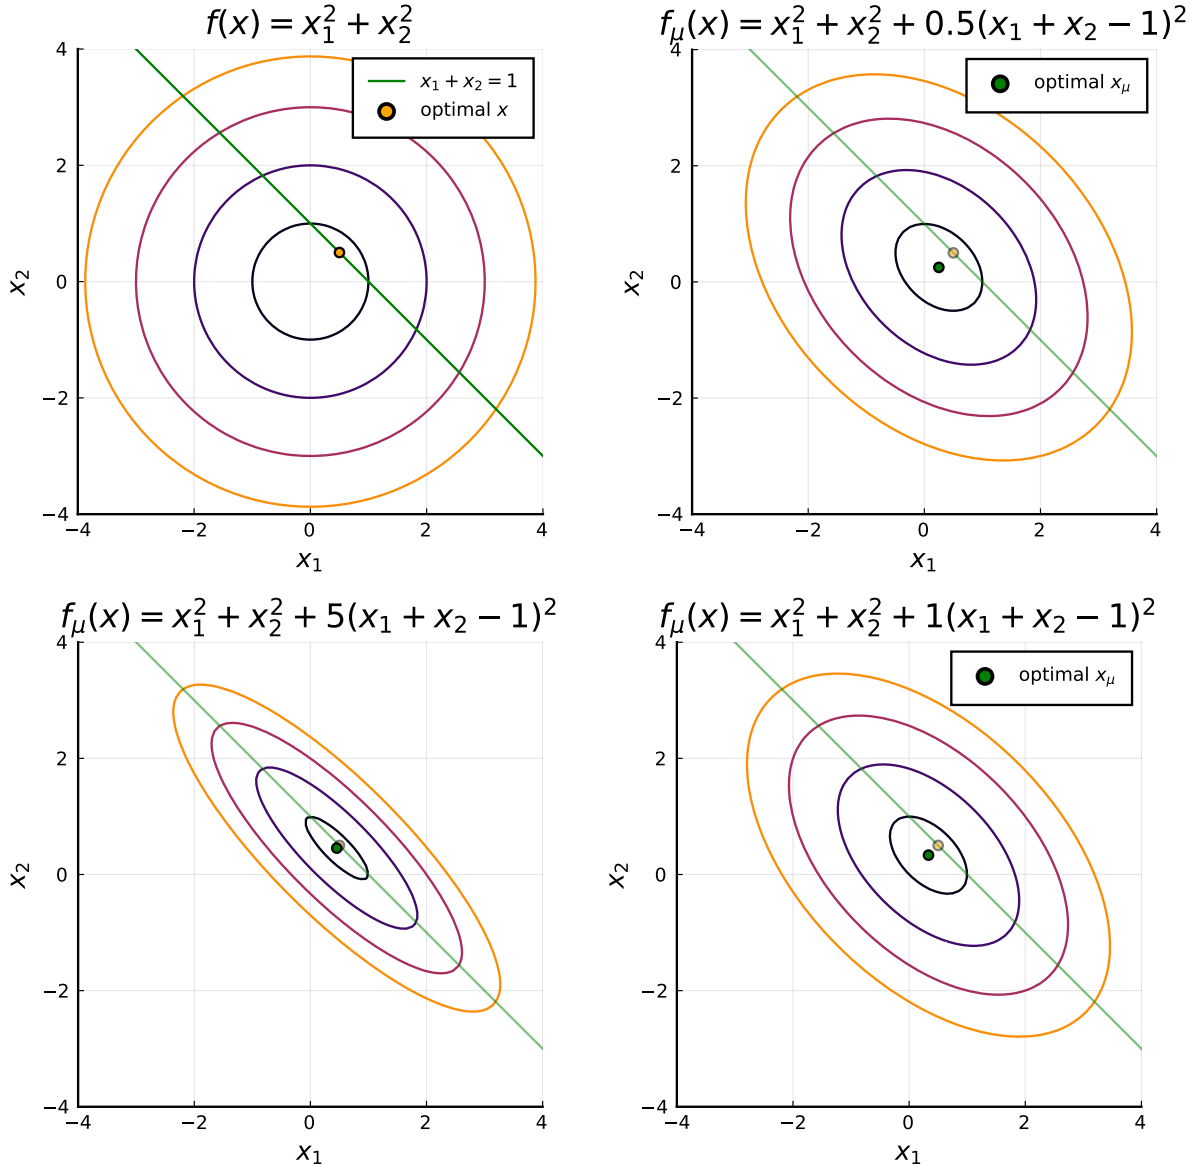 f(x) = x₁² + x₂²
4
2
0
−2
−4
−4 −2 0 2 4
x₂
x₁
x₁ + x₂ = 1
optimal x
f_μ(x) = x₁² + x₂² + 0.5(x₁ + x₂ − 1)²
4
2
0
−2
−4
−4 −2 0 2 4
x₂
x₁
optimal x_μ
f_μ(x) = x₁² + x₂² + 5(x₁ + x₂ − 1)²
4
2
0
−2
−4
−4 −2 0 2 4
x₂
x₁
f_μ(x) = x₁² + x₂² + 1(x₁ + x₂ − 1)²
4
2
0
−2
−4
−4 −2 0 2 4
x₂
x₁
optimal x_μ